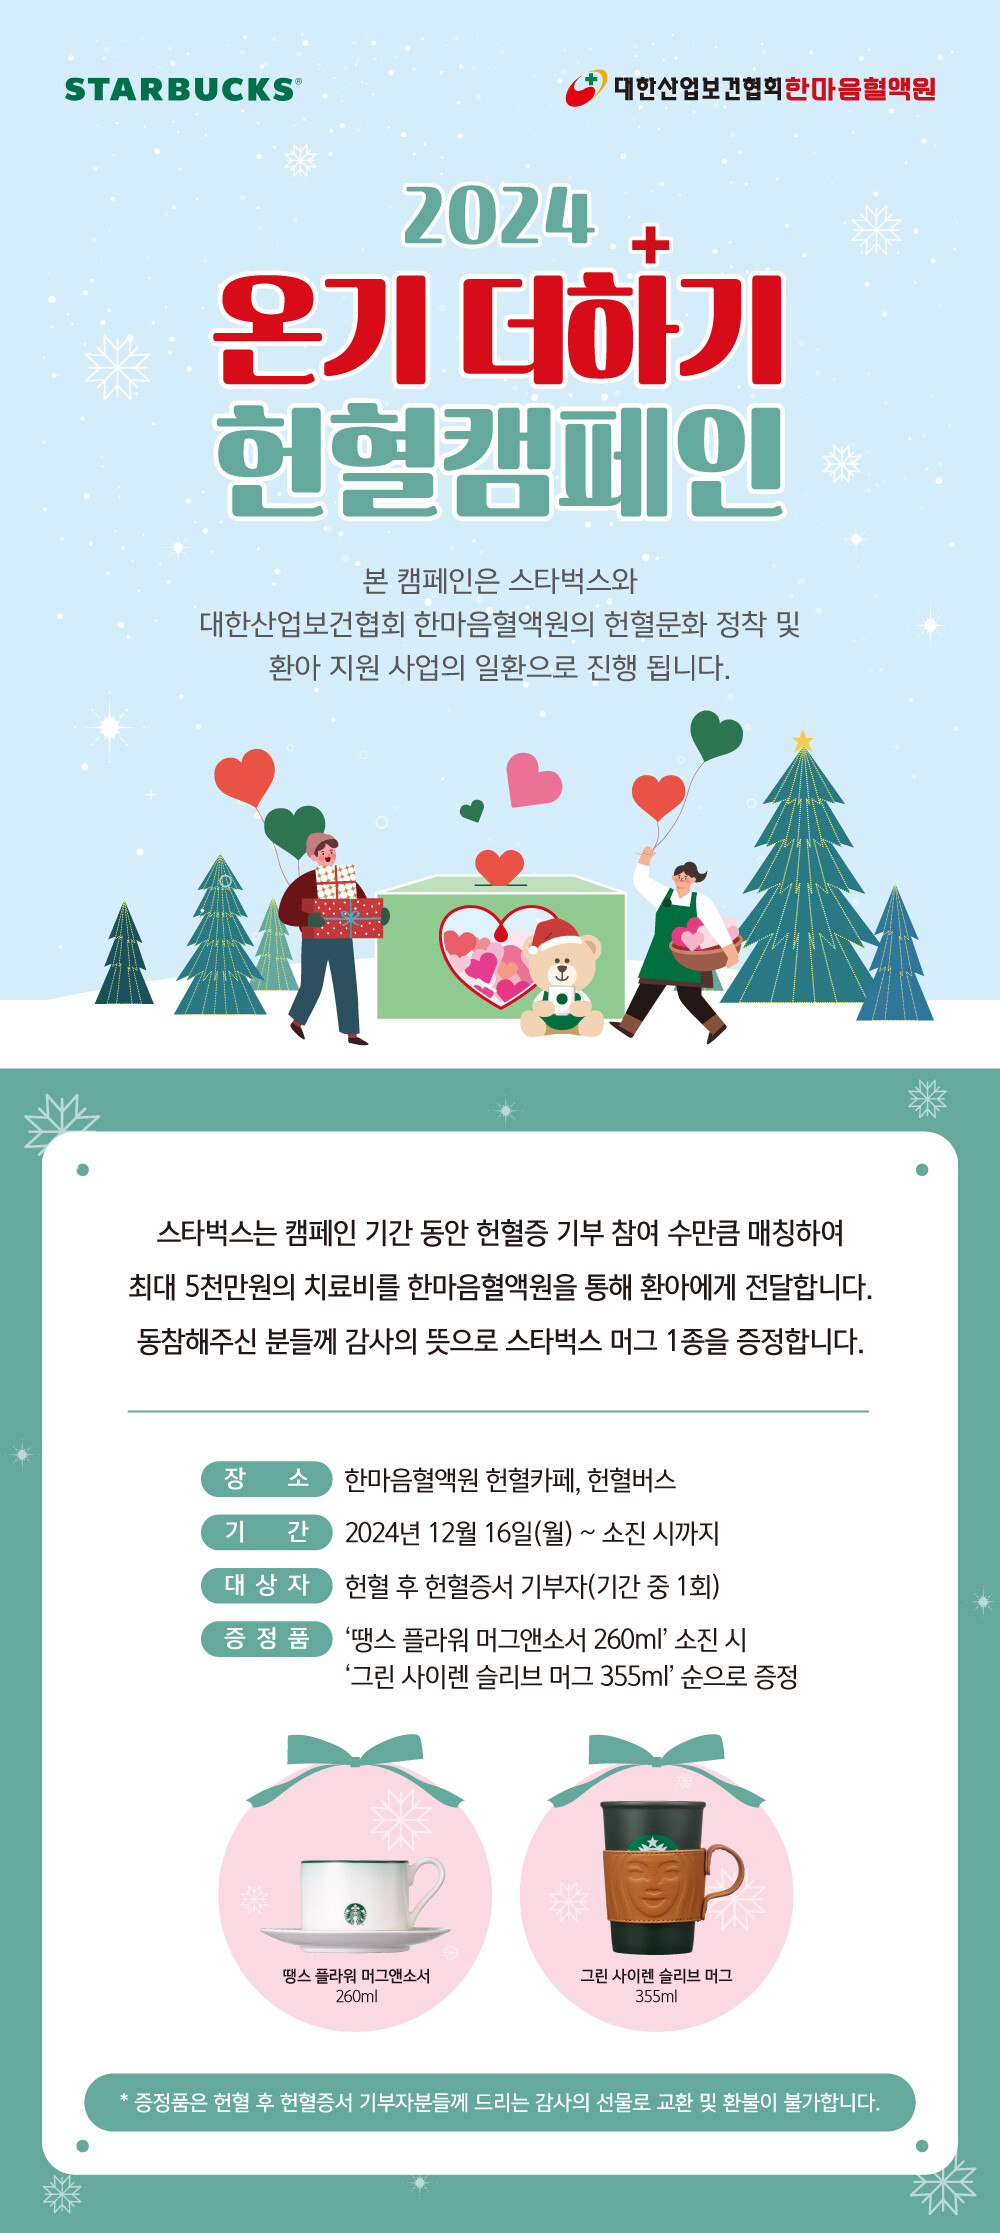 STARBUCKS®
대한산업보건협회한마음혈액원
2024
온기 더하기
헌혈캠페인
본 캠페인은 스타벅스와
대한산업보건협회 한마음혈액원의 헌혈문화 정착 및
환아 지원 사업의 일환으로 진행 됩니다.
스타벅스는 캠페인 기간 동안 헌혈증 기부 참여 수만큼 매칭하여
최대 5천만원의 치료비를 한마음혈액원을 통해 환아에게 전달합니다.
동참해주신 분들께 감사의 뜻으로 스타벅스 머그 1종을 증정합니다.
장 소 한마음혈액원 헌혈카페, 헌혈버스
기 간 2024년 12월 16일(월) ~ 소진 시까지
대 상 자 헌혈 후 헌혈증서 기부자(기간 중 1회)
증 정 품 ‘땡스 플라워 머그앤소서 260ml’ 소진 시
‘그린 사이렌 슬리브 머그 355ml’ 순으로 증정
땡스 플라워 머그앤소서
260ml
그린 사이렌 슬리브 머그
355ml
* 증정품은 헌혈 후 헌혈증서 기부자분들께 드리는 감사의 선물로 교환 및 환불이 불가합니다.